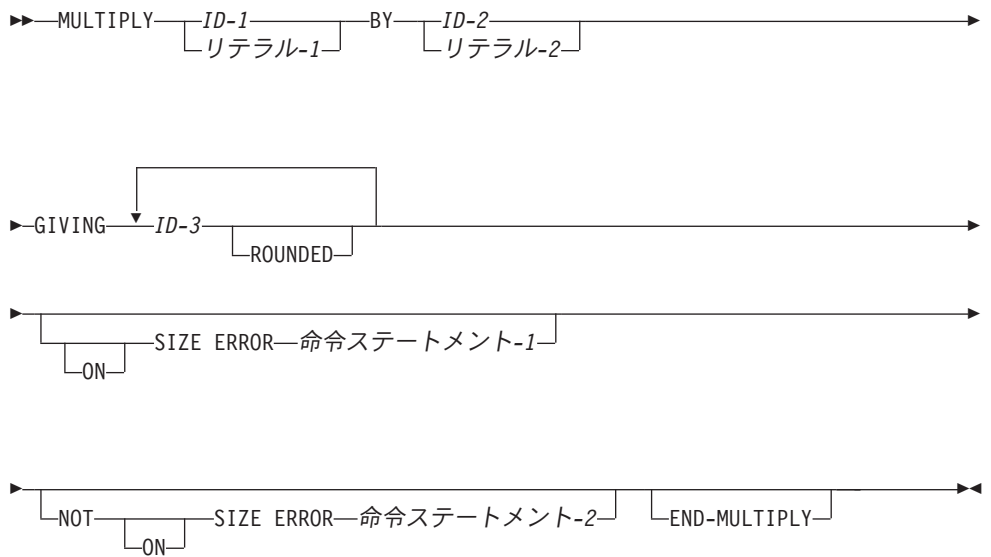 MULTIPLY ID-1 BY ID-2
リテラル-1 リテラル-2
GIVING ID-3
ROUNDED
SIZE ERROR 命令ステートメント-1
ON
NOT SIZE ERROR 命令ステートメント-2 END-MULTIPLY
ON